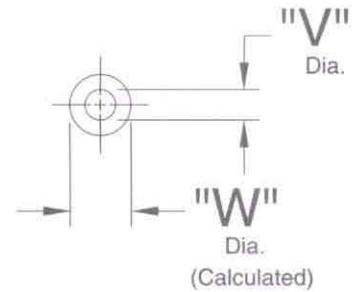 "V"
Dia.
"W"
Dia.
(Calculated)